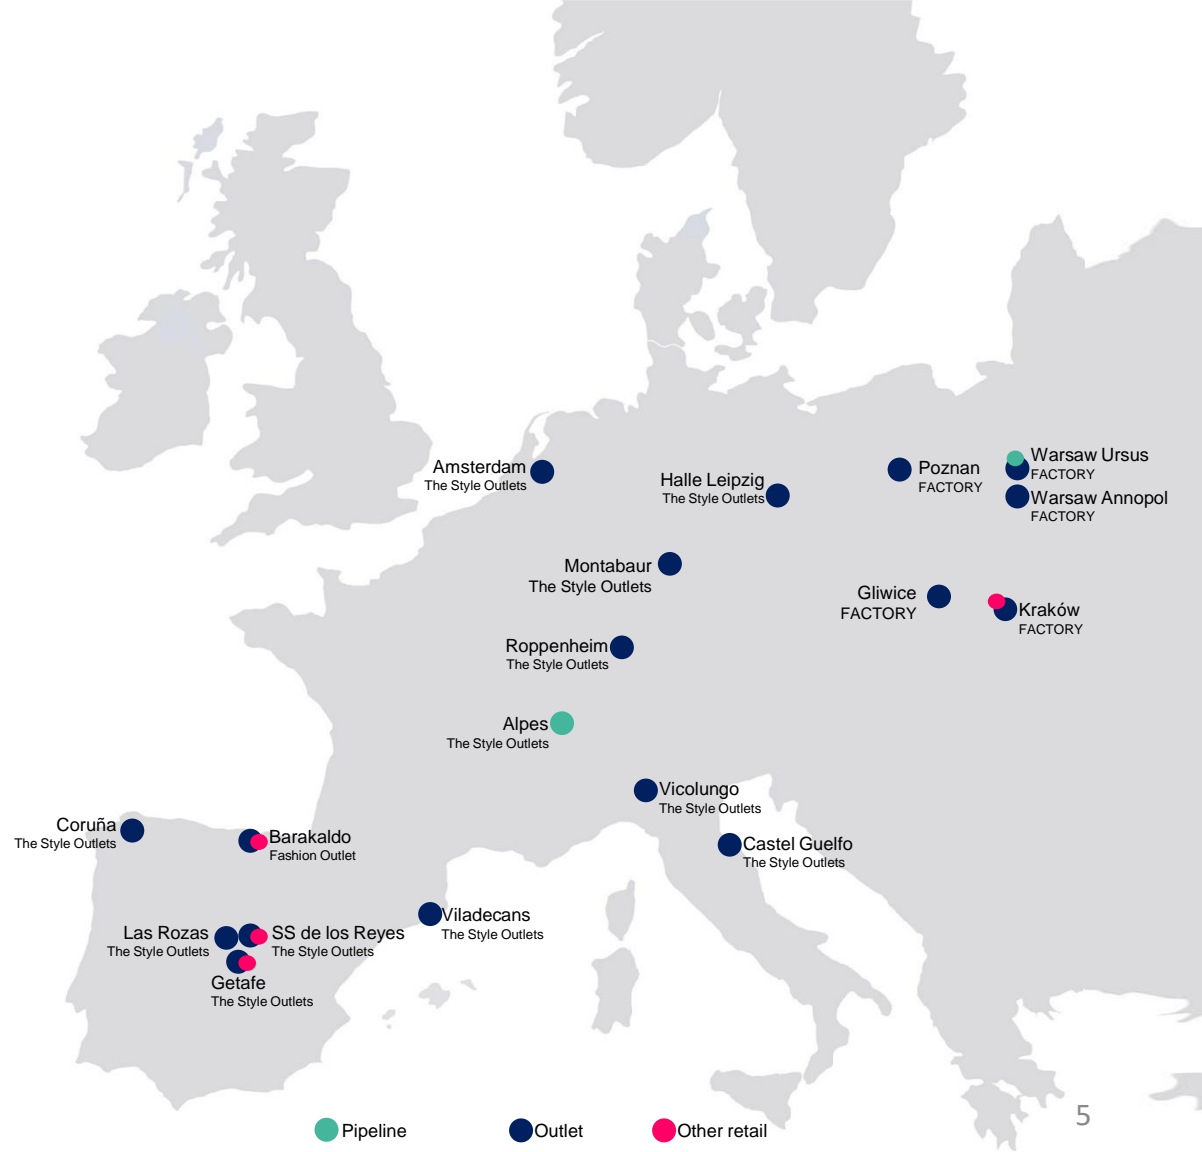 Warsaw Ursus
FACTORY
Amsterdam
The Style Outlets
Poznan
FACTORY
Halle Leipzig
The Style Outlets
Warsaw Annopol
FACTORY
Montabaur
The Style Outlets
Gliwice
FACTORY
Kraków
FACTORY
Roppenheim
The Style Outlets
Alpes
The Style Outlets
Vicolungo
The Style Outlets
Coruña
The Style Outlets
Barakaldo
Fashion Outlet
Castel Guelfo
The Style Outlets
Viladecans
The Style Outlets
Las Rozas
The Style Outlets
SS de los Reyes
The Style Outlets
Getafe
The Style Outlets
5
Pipeline
Outlet
Other retail